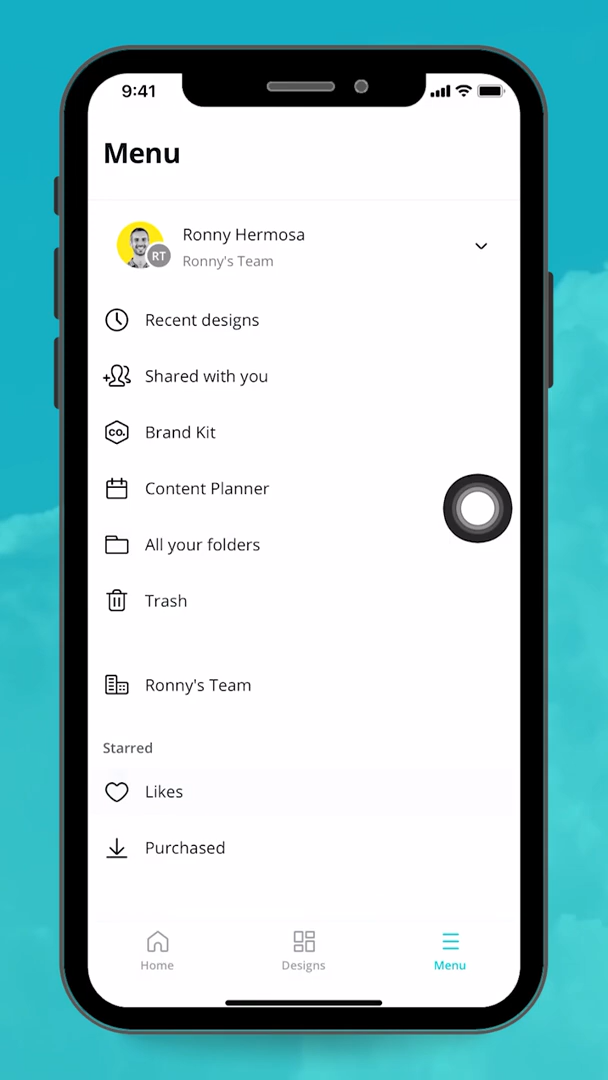 9:41
Menu
Ronny Hermosa
RT
Ronny's Team
Recent designs
Shared with you
CO.
Brand Kit
Content Planner
All your folders
Trash
Ronny's Team
Starred
Likes
Purchased
Home
Designs
Menu